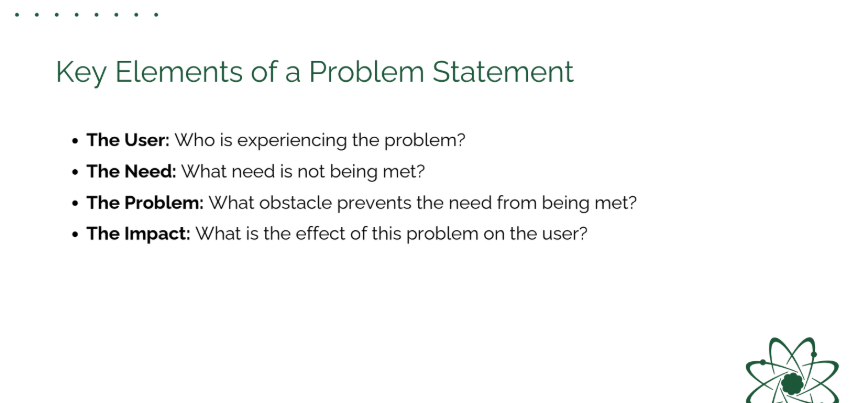 Key Elements of a Problem Statement
• The User: Who is experiencing the problem?
• The Need: What need is not being met?
• The Problem: What obstacle prevents the need from being met?
• The Impact: What is the effect of this problem on the user?